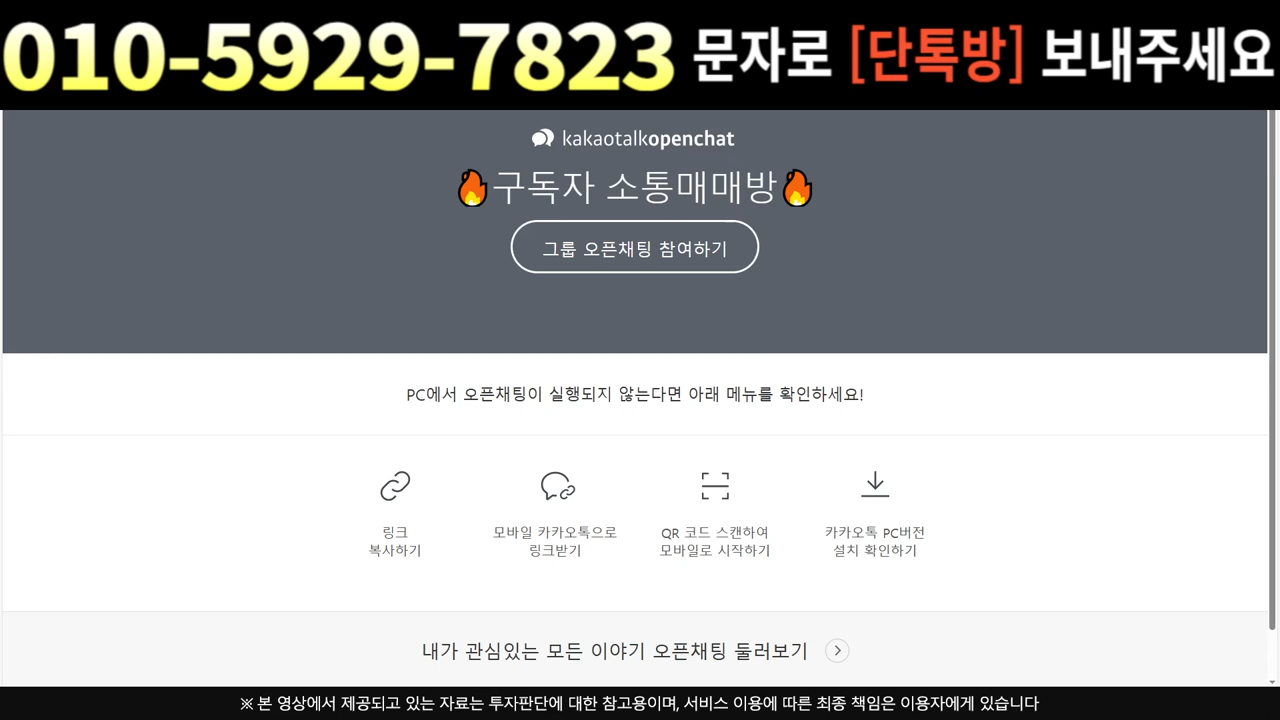 010-5929-7823 문자로 [단톡방] 보내주세요
kakaotalkopenchat
🔥구독자 소통매매방🔥
그룹 오픈채팅 참여하기
PC에서 오픈채팅이 실행되지 않는다면 아래 메뉴를 확인하세요!
링크
복사하기
모바일 카카오톡으로
링크받기
QR 코드 스캔하여
모바일로 시작하기
카카오톡 PC버전
설치 확인하기
내가 관심있는 모든 이야기 오픈채팅 둘러보기
※ 본 영상에서 제공되고 있는 자료는 투자판단에 대한 참고용이며, 서비스 이용에 따른 최종 책임은 이용자에게 있습니다